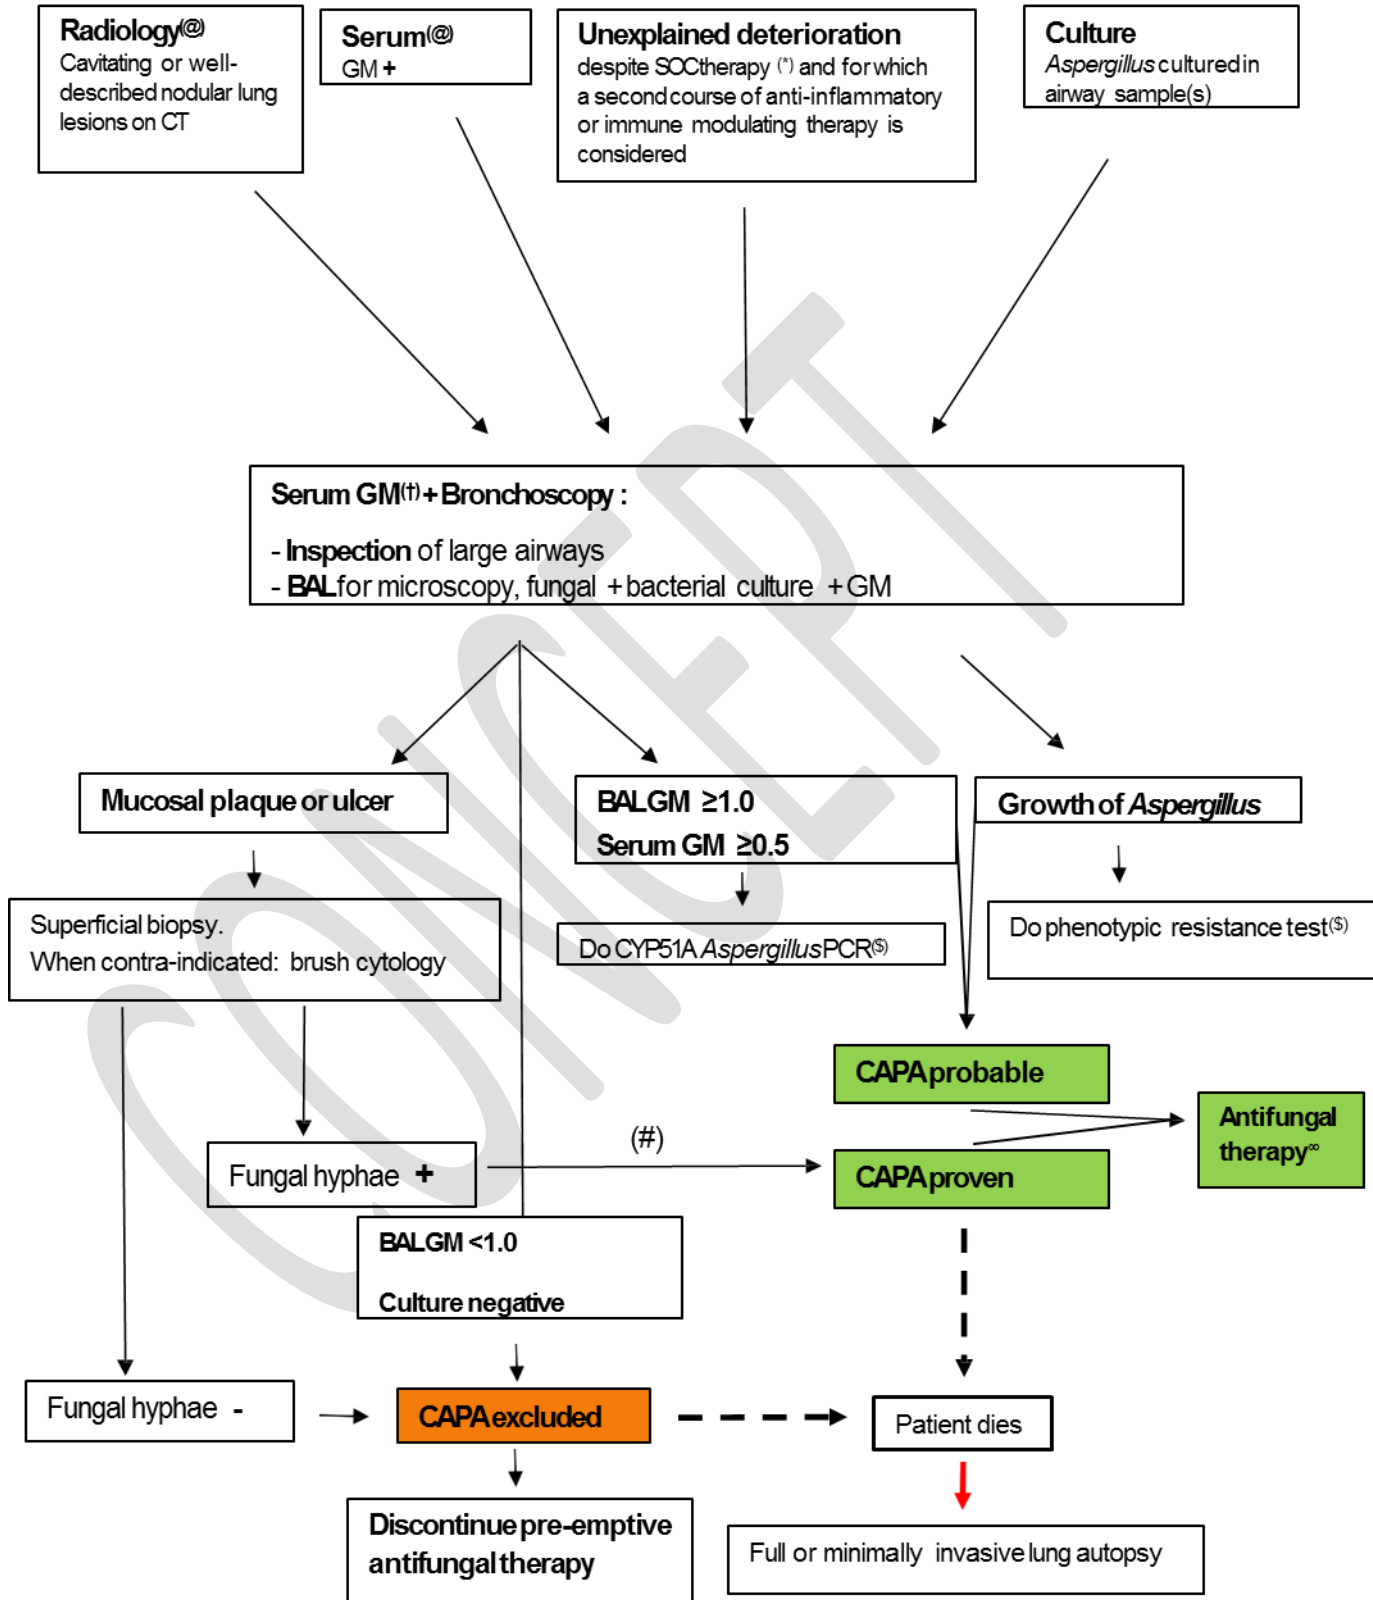 Radiology(@)
Cavitating or well-
described nodular lung
lesions on CT
Serum(@)
GM +
Unexplained deterioration
despite SOC therapy (*) and for which
a second course of anti-inflammatory
or immune modulating therapy is
considered
Culture
Aspergillus cultured in
airway sample(s)
Serum GM(†) + Bronchoscopy :
- Inspection of large airways
- BAL for microscopy, fungal + bacterial culture + GM
Mucosal plaque or ulcer
BALGM ≥1.0
Serum GM ≥0.5
Growth of Aspergillus
Superficial biopsy.
When contra-indicated: brush cytology
Do CYP51A Aspergillus PCR($)
Do phenotypic resistance test($)
CAPA probable
Antifungal
therapy∞
(#)
Fungal hyphae +
CAPA proven
BALGM <1.0
Culture negative
Fungal hyphae -
CAPA excluded
Patient dies
Discontinue pre-emptive
antifungal therapy
Full or minimally invasive lung autopsy
CONCEPT